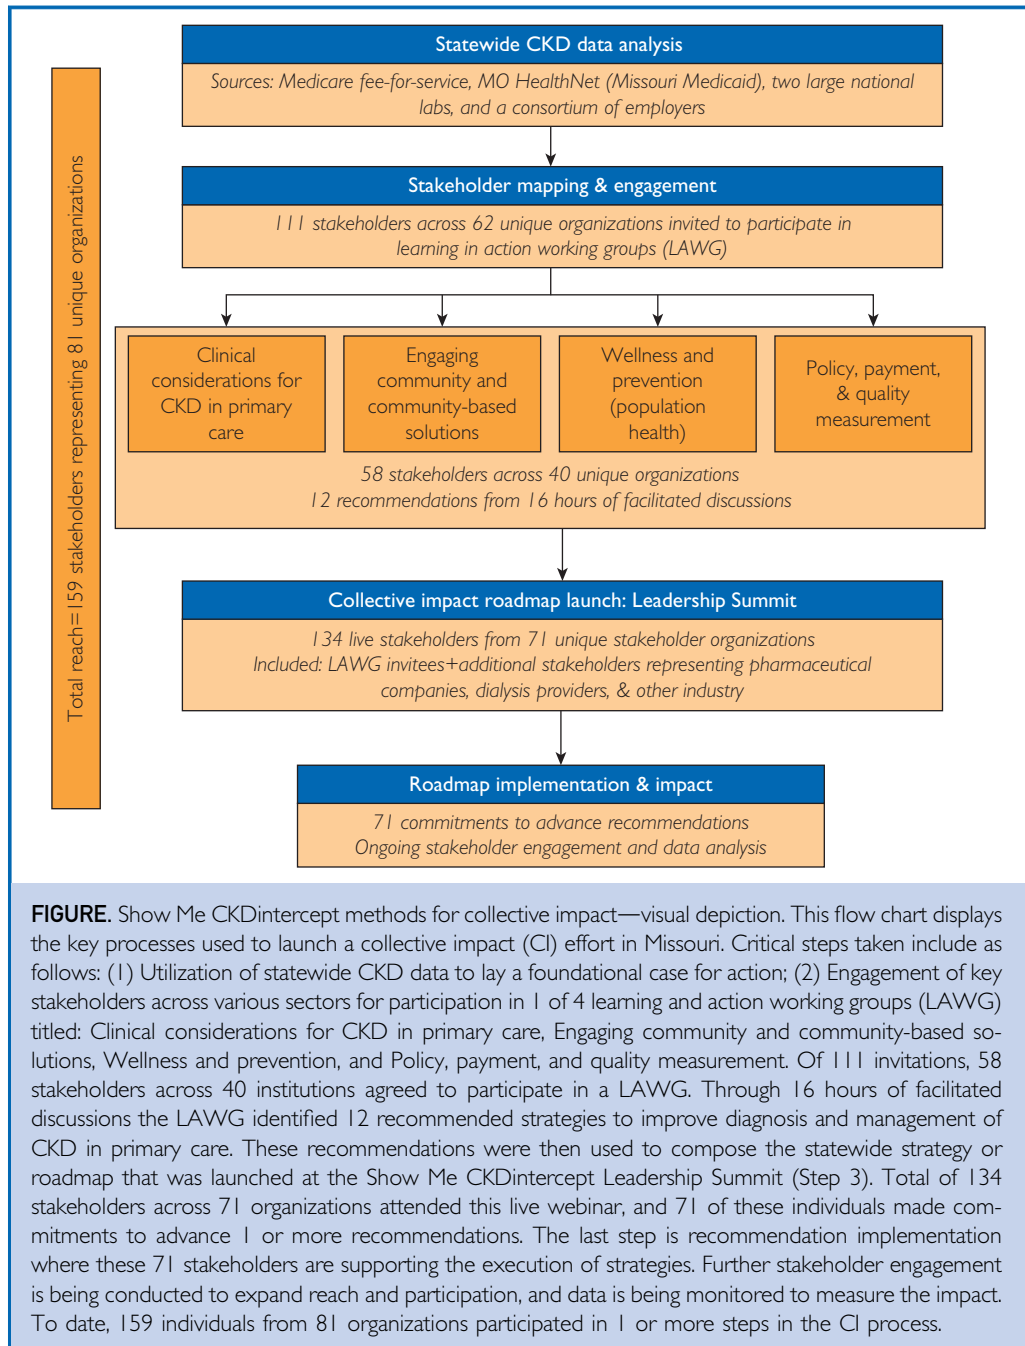 Statewide CKD data analysis
Sources: Medicare fee-for-service, MO HealthNet (Missouri Medicaid), two large national
labs, and a consortium of employers
Total reach=159 stakeholders representing 81 unique organizations
Stakeholder mapping & engagement
111 stakeholders across 62 unique organizations invited to participate in
learning in action working groups (LAWG)
Clinical
considerations for
CKD in primary
care
Engaging
community and
community-based
solutions
Wellness and
prevention
(population
health)
Policy, payment,
& quality
measurement
58 stakeholders across 40 unique organizations
12 recommendations from 16 hours of facilitated discussions
Collective impact roadmap launch: Leadership Summit
134 live stakeholders from 71 unique stakeholder organizations
Included: LAWG invitees+additional stakeholders representing pharmaceutical
companies, dialysis providers, & other industry
Roadmap implementation & impact
71 commitments to advance recommendations
Ongoing stakeholder engagement and data analysis
FIGURE. Show Me CKDintercept methods for collective impact—visual depiction. This flow chart displays
the key processes used to launch a collective impact (CI) effort in Missouri. Critical steps taken include as
follows: (1) Utilization of statewide CKD data to lay a foundational case for action; (2) Engagement of key
stakeholders across various sectors for participation in 1 of 4 learning and action working groups (LAWG)
titled: Clinical considerations for CKD in primary care, Engaging community and community-based so-
lutions, Wellness and prevention, and Policy, payment, and quality measurement. Of 111 invitations, 58
stakeholders across 40 institutions agreed to participate in a LAWG. Through 16 hours of facilitated
discussions the LAWG identified 12 recommended strategies to improve diagnosis and management of
CKD in primary care. These recommendations were then used to compose the statewide strategy or
roadmap that was launched at the Show Me CKDintercept Leadership Summit (Step 3). Total of 134
stakeholders across 71 organizations attended this live webinar, and 71 of these individuals made com-
mitments to advance 1 or more recommendations. The last step is recommendation implementation
where these 71 stakeholders are supporting the execution of strategies. Further stakeholder engagement
is being conducted to expand reach and participation, and data is being monitored to measure the impact.
To date, 159 individuals from 81 organizations participated in 1 or more steps in the CI process.